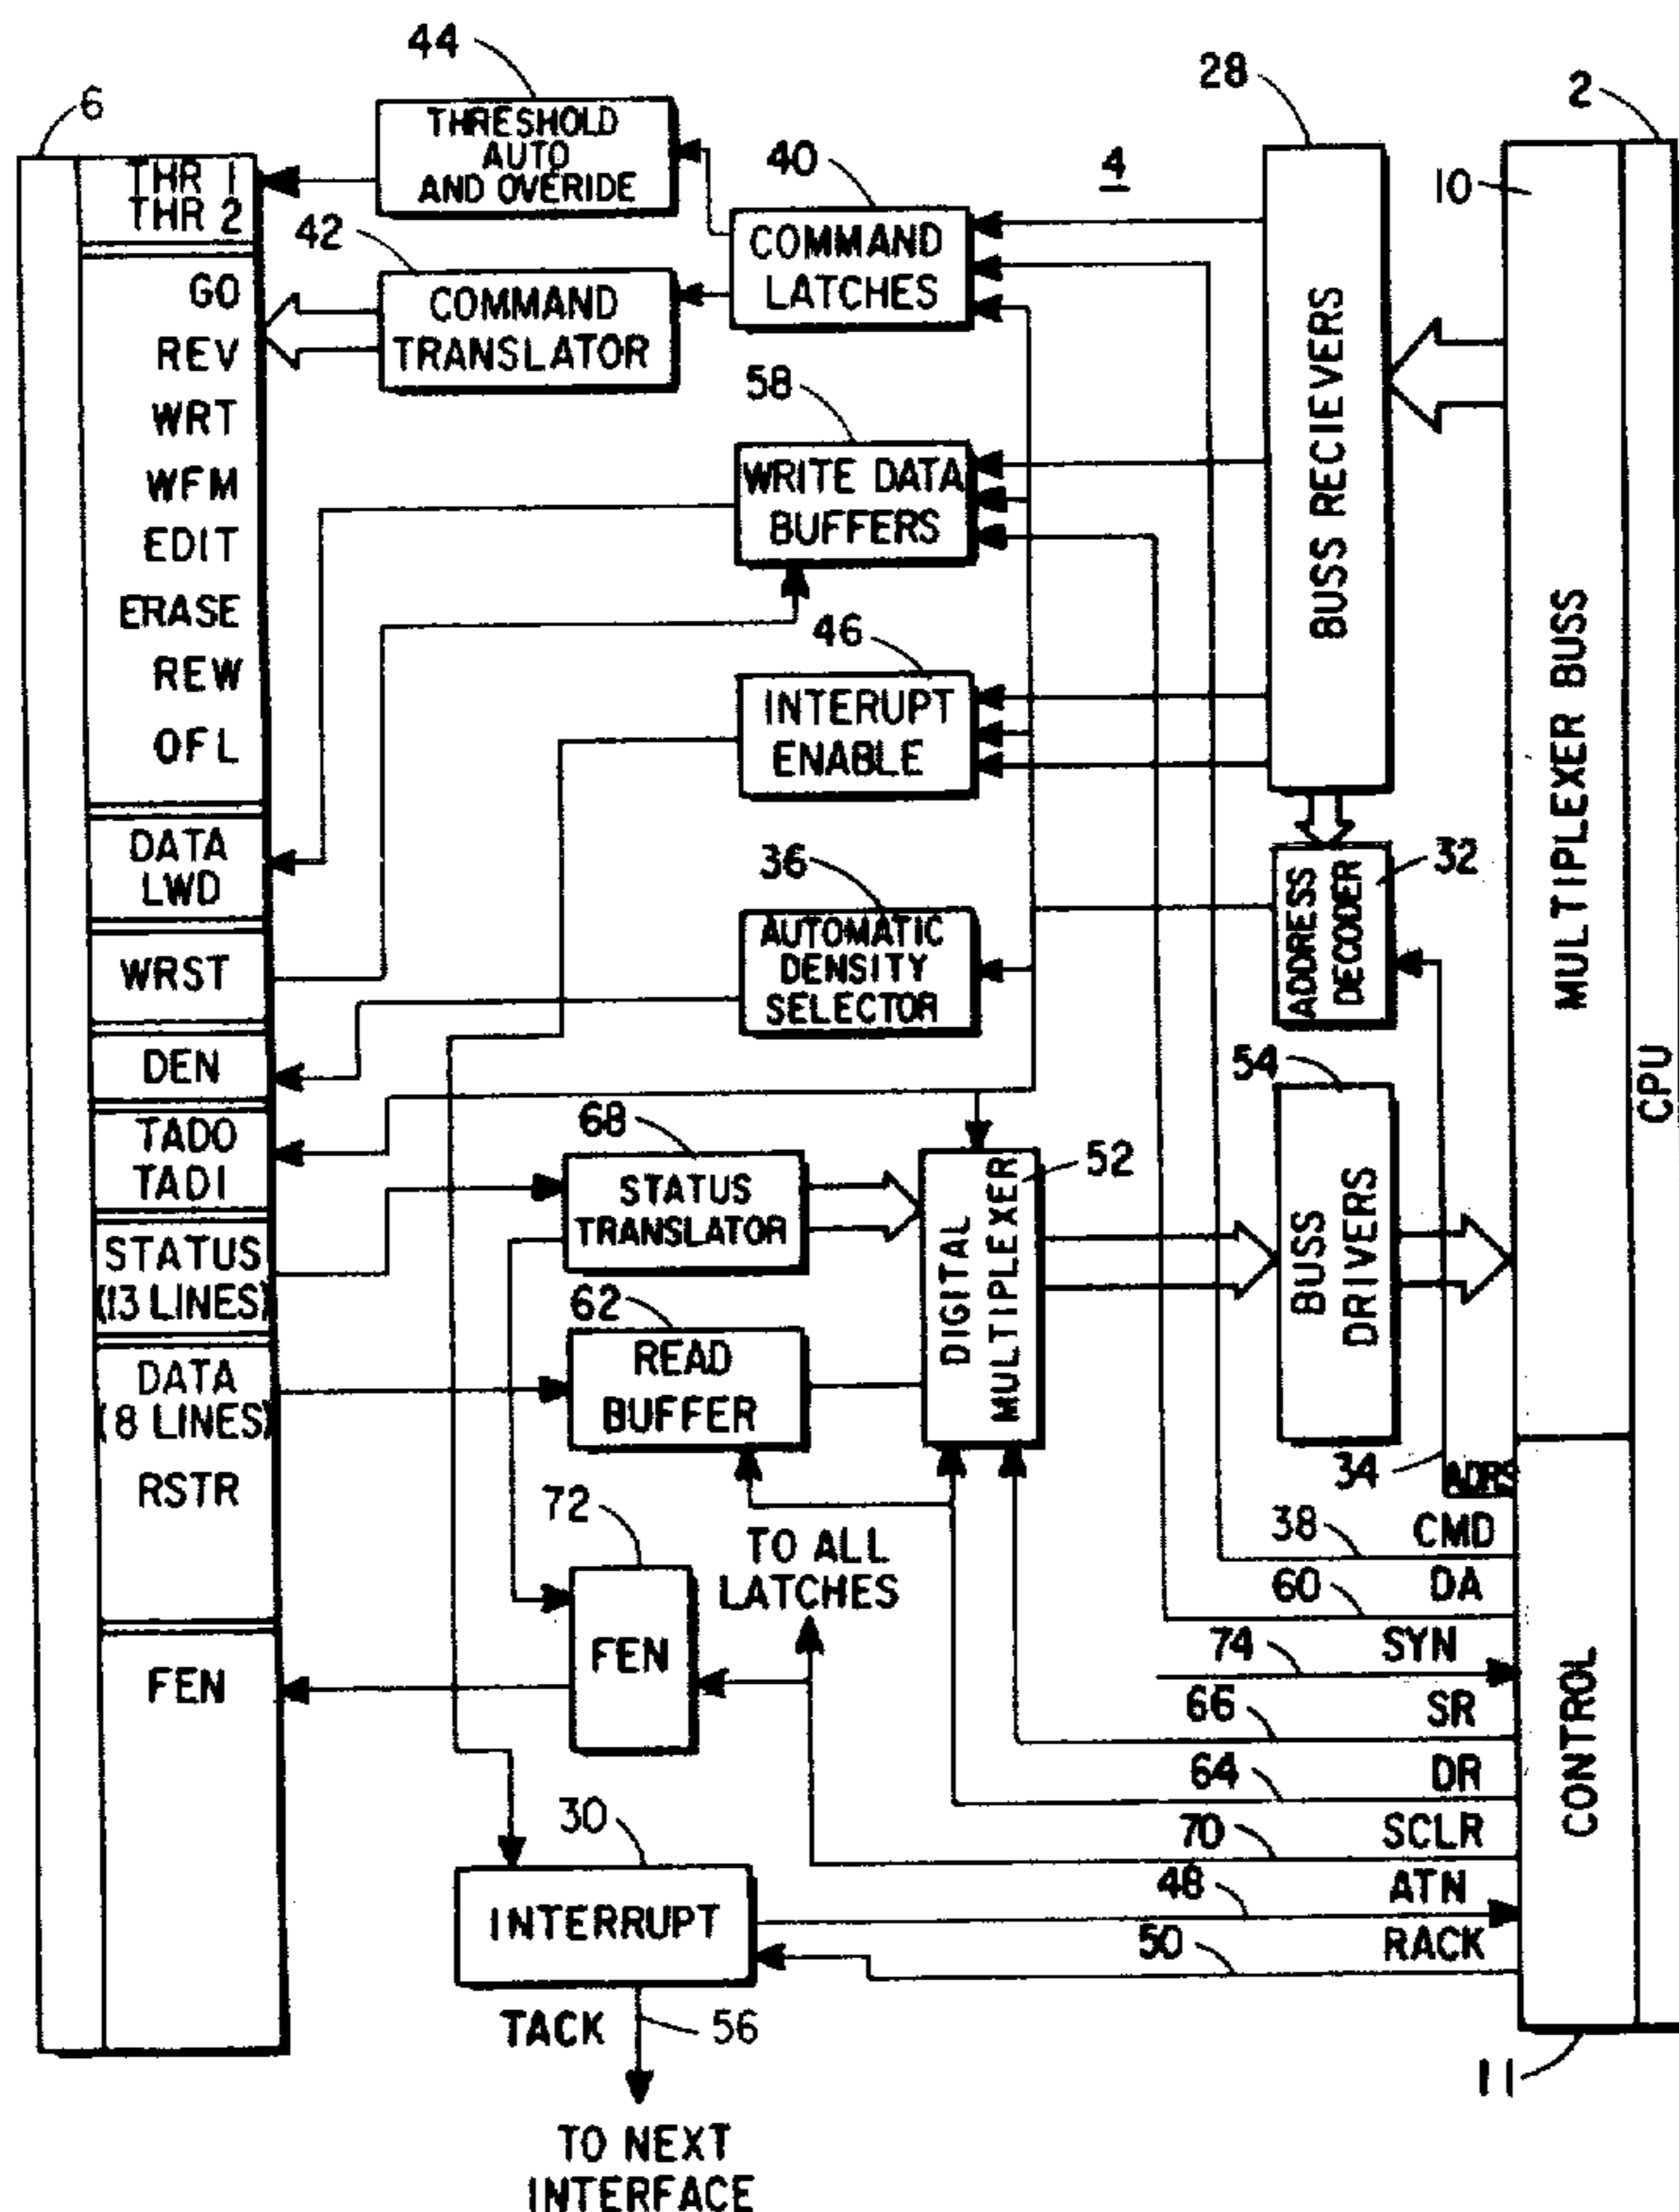 44
28
2
6
THRESHOLD
AUTO
AND OVERIDE
40
4
10
THR 1
THR 2
42
COMMAND
LATCHES
GO
REV
WRT
WFM
EDIT
ERASE
REW
OFL
COMMAND
TRANSLATOR
58
WRITE DATA
BUFFERS
BUSS RECIEVERS
MULTIPLEXER BUSS
CPU
46
INTERUPT
ENABLE
DATA
LWD
36
AUTOMATIC
DENSITY
SELECTOR
ADDRESS
DECODER
32
WRST
DEN
54
TADO
TADI
68
STATUS
TRANSLATOR
DIGITAL
MULTIPLEXER
52
BUSS
DRIVERS
STATUS
(13 LINES)
62
READ
BUFFER
DATA
(8 LINES)
RSTR
34
ADRS
72
TO ALL
LATCHES
38
CMD
60
DA
FEN
FEN
74
SYN
66
SR
64
DR
CONTROL
30
70
SCLR
INTERRUPT
48
ATN
50
RACK
TACK
56
11
TO NEXT
INTERFACE